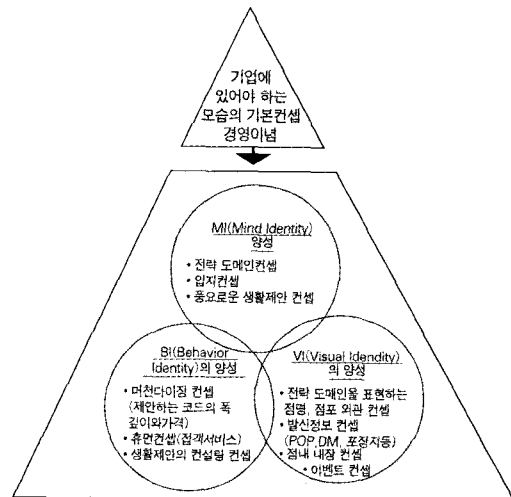 기업에
있어야 하는
모습의 기본컨셉
경영이념
MI(Mind Identity)
양성
• 전략 도메인컨셉
• 입지컨셉
• 풍요로운 생활제안 컨셉
BI(Behavior
Identity)의 양성
• 머천다이징 컨셉
(제안하는 코드의 폭
깊이와가격)
• 휴면컨셉(접객서비스)
• 생활제안의 컨설팅 컨셉
VI(Visual Idendity)
의 양성
• 전략 도메인을 표현하는
점명, 점포 외관 컨셉
• 발신정보 컨셉
(POP,DM, 포장지등)
• 점내 내장 컨셉
• 이벤트 컨셉